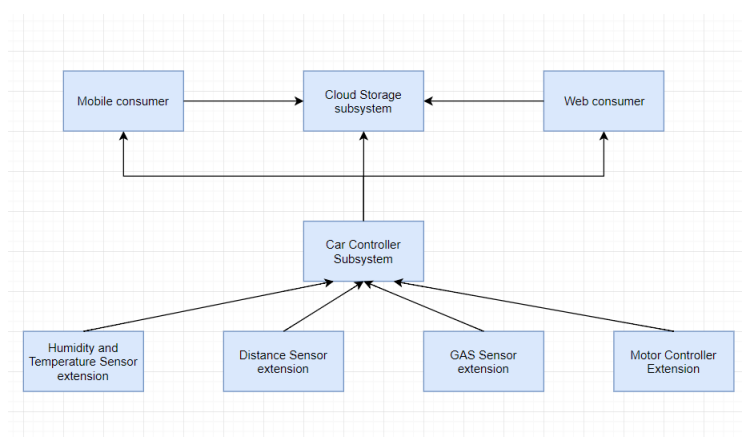 Mobile consumer
Cloud Storage
subsystem
Web consumer
Car Controller
Subsystem
Humidity and
Temperature Sensor
extension
Distance Sensor
extension
GAS Sensor
extension
Motor Controller
Extension